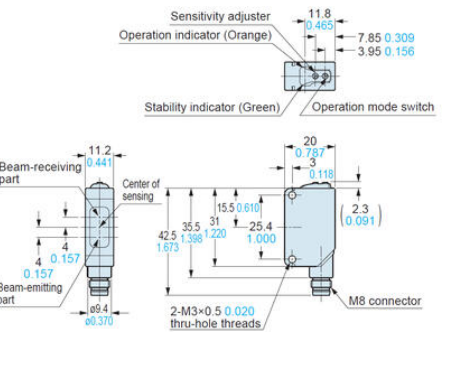 Sensitivity adjuster
11.8
0.465
Operation indicator (Orange)
7.85 0.309
3.95 0.156
Stability indicator (Green)
Operation mode switch
11.2
0.441
20
0.787
3
0.118
Beam-receiving
part
Center of
sensing
15.5 0.610
2.3
0.091
42.5
1.673
35.5
1.398
31
1.220
25.4
1.000
4
0.157
4
0.157
Beam-emitting
part
ø9.4
ø0.370
2-M3×0.5 0.020
thru-hole threads
M8 connector